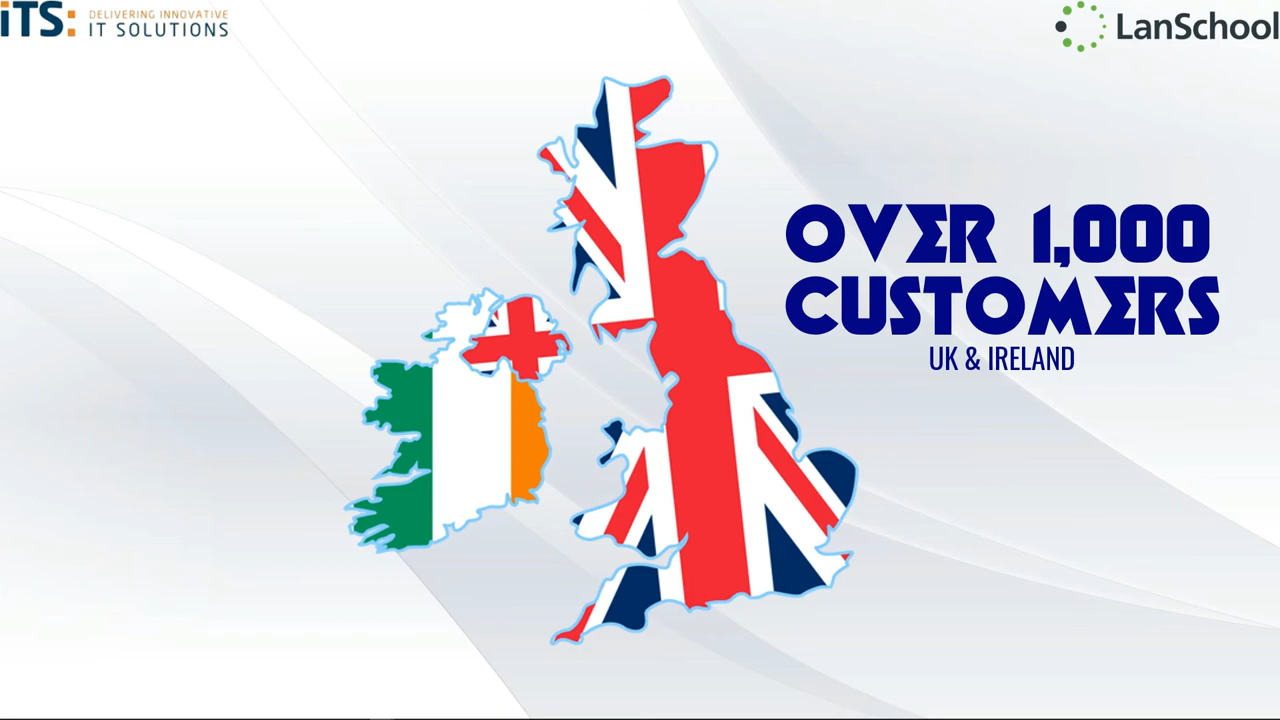 iTS:
DELIVERING INNOVATIVE
IT SOLUTIONS
LanSchool
OVER 1,000
CUSTOMERS
UK & IRELAND